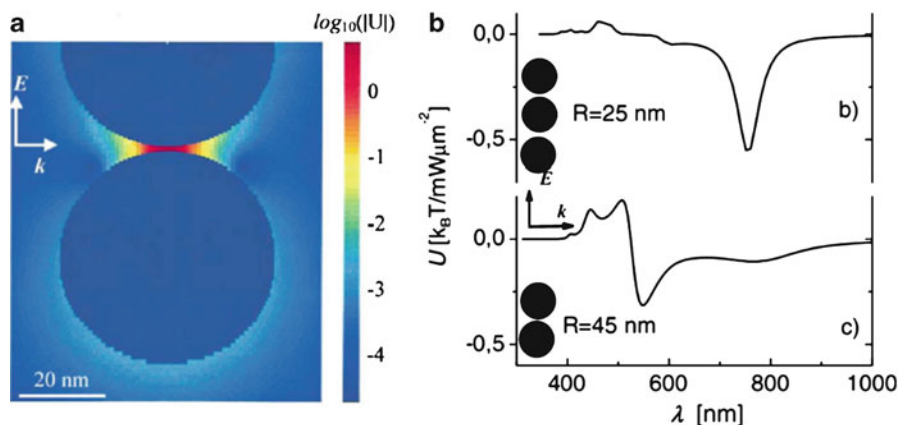 a
log₁₀(|U|)
E
k
0
-1
-2
-3
-4
20 nm
b
0,0
-0,5
R=25 nm
b)
U [k_BT/mWμm⁻²]
E
k
0,0
-0,5
R=45 nm
c)
400 600 800 1000
λ [nm]